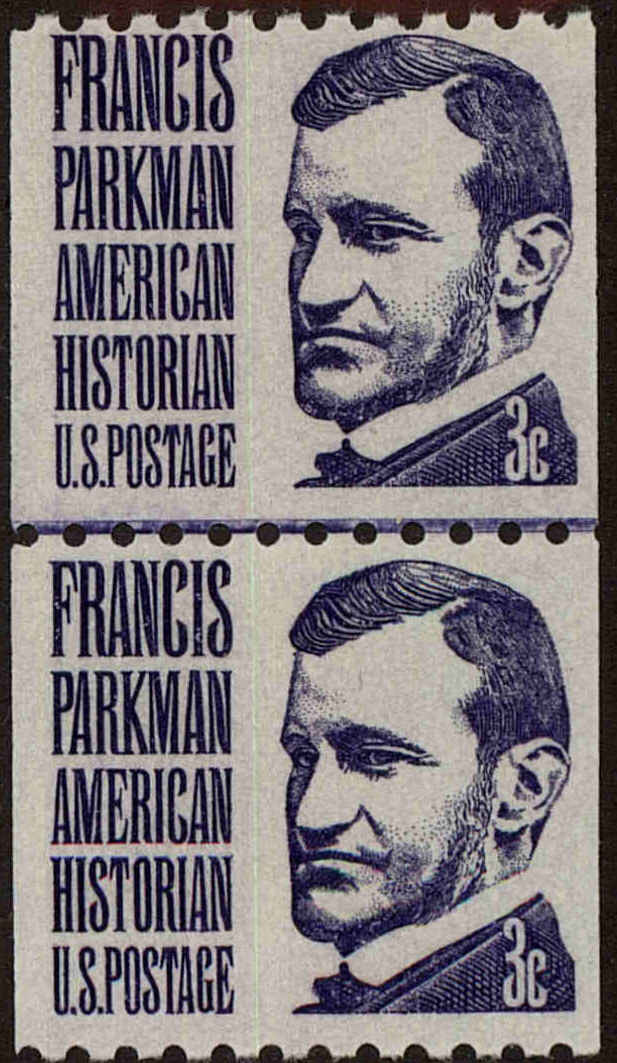 FRANCIS
PARKMAN
AMERICAN
HISTORIAN
U.S.POSTAGE
3c
FRANCIS
PARKMAN
AMERICAN
HISTORIAN
U.S.POSTAGE
3c